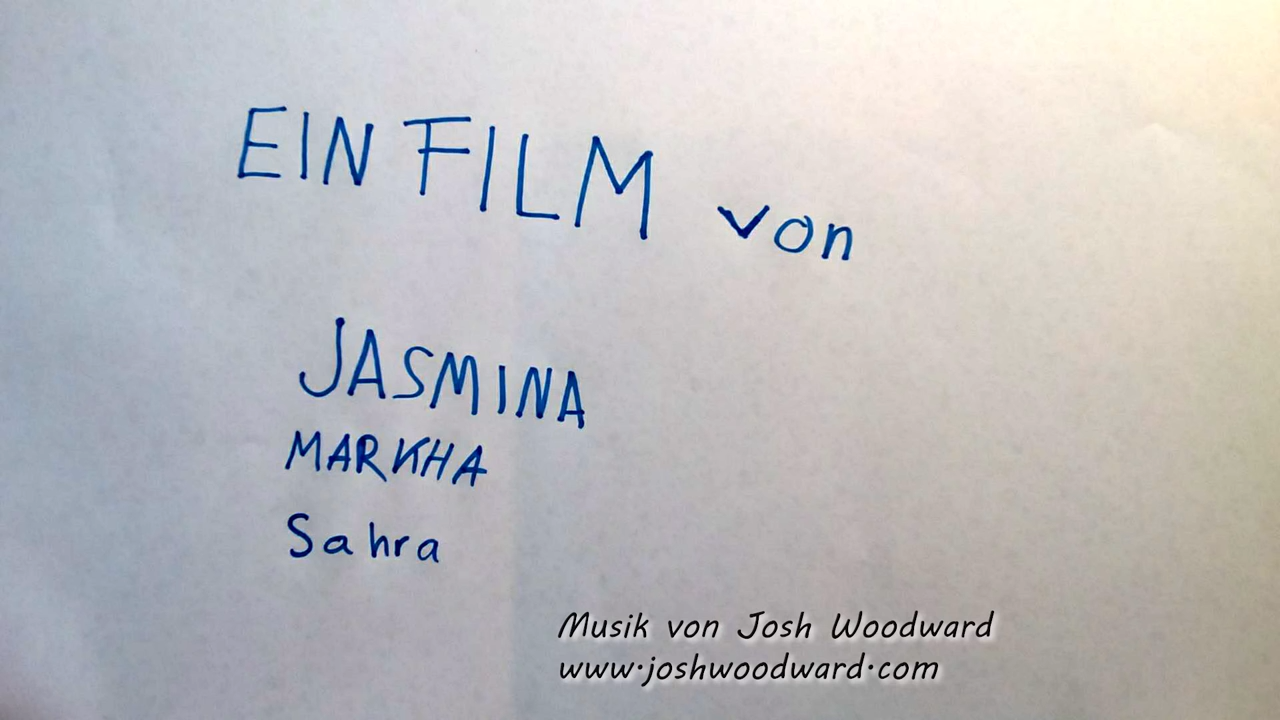 EIN FILM von
JASMINA
MARKHA
Sahra
Musik von Josh Woodward
www.joshwoodward.com